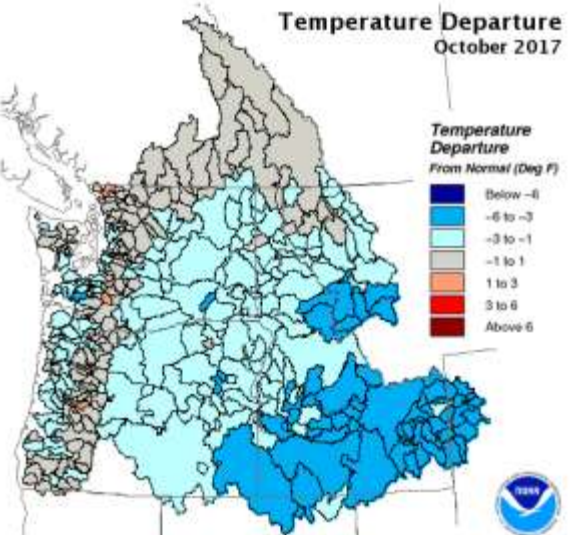 Temperature Departure
October 2017
Temperature
Departure
From Normal (Deg F)
Below -6
-6 to -3
-3 to -1
-1 to 1
1 to 3
3 to 6
Above 6
noaa